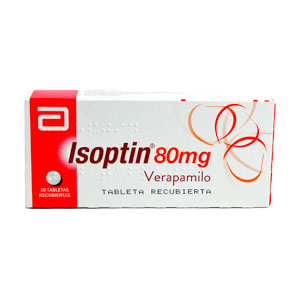 Isoptin® 80mg
Verapamilo
TABLETA RECUBIERTA
30 TABLETAS
RECUBIERTAS